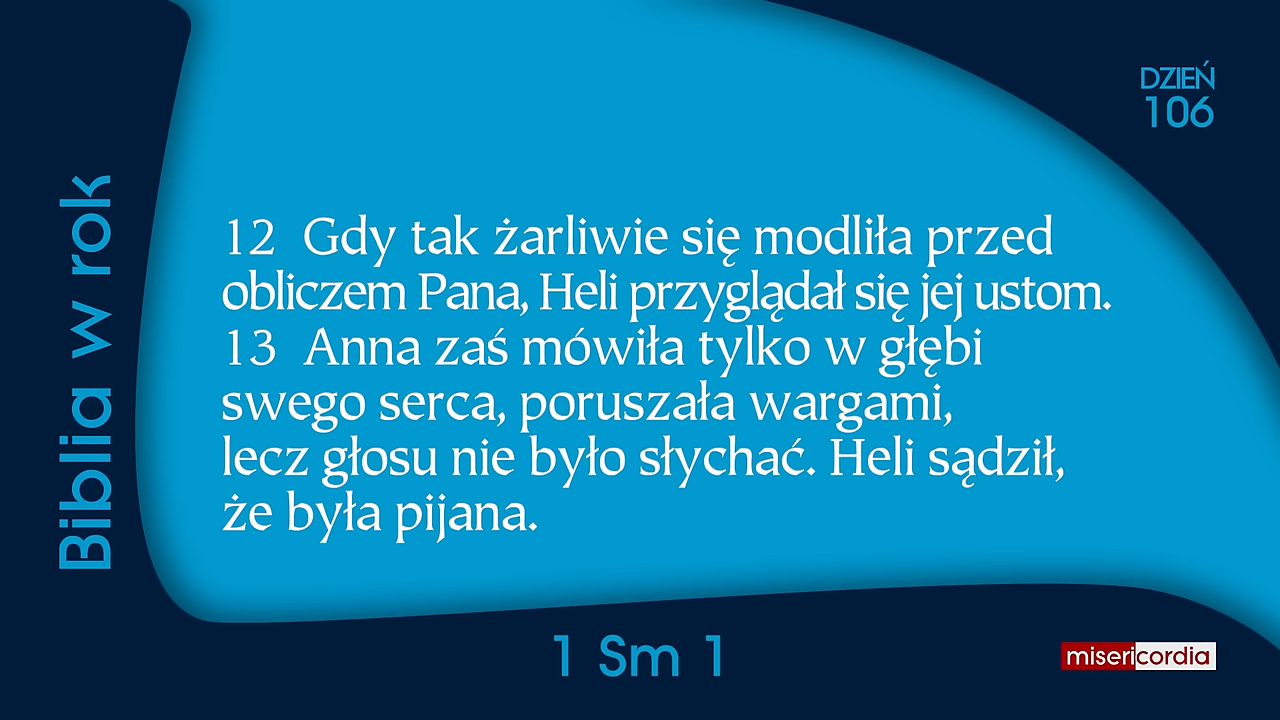 DZIEŃ
106
Biblia w rok
12 Gdy tak żarliwie się modliła przed
obliczem Pana, Heli przyglądał się jej ustom.
13 Anna zaś mówiła tylko w głębi
swego serca, poruszała wargami,
lecz głosu nie było słychać. Heli sądził,
że była pijana.
1 Sm 1
misericordia